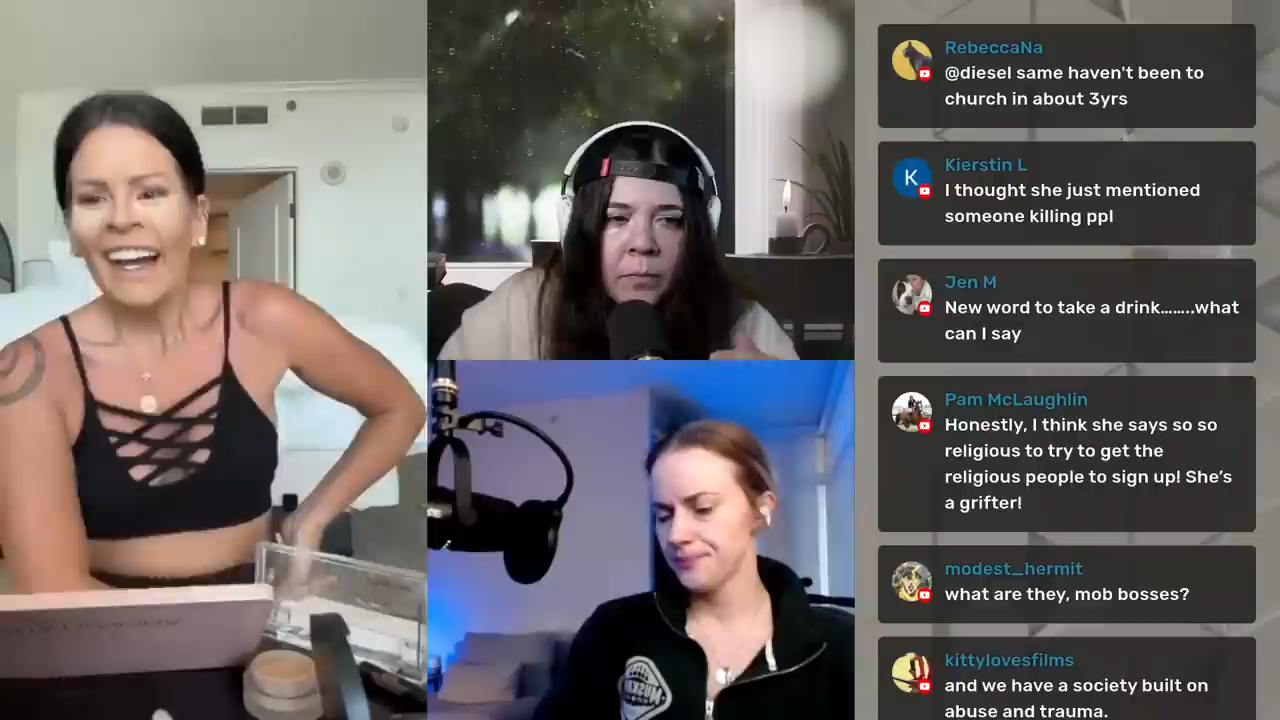 RebeccaNa
@diesel same haven't been to
church in about 3yrs
K
Kierstin L
I thought she just mentioned
someone killing ppl
Jen M
New word to take a drink........what
can I say
Pam McLaughlin
Honestly, I think she says so so
religious to try to get the
religious people to sign up! She's
a grifter!
modest_hermit
what are they, mob bosses?
kittylovesfilms
and we have a society built on
abuse and trauma.